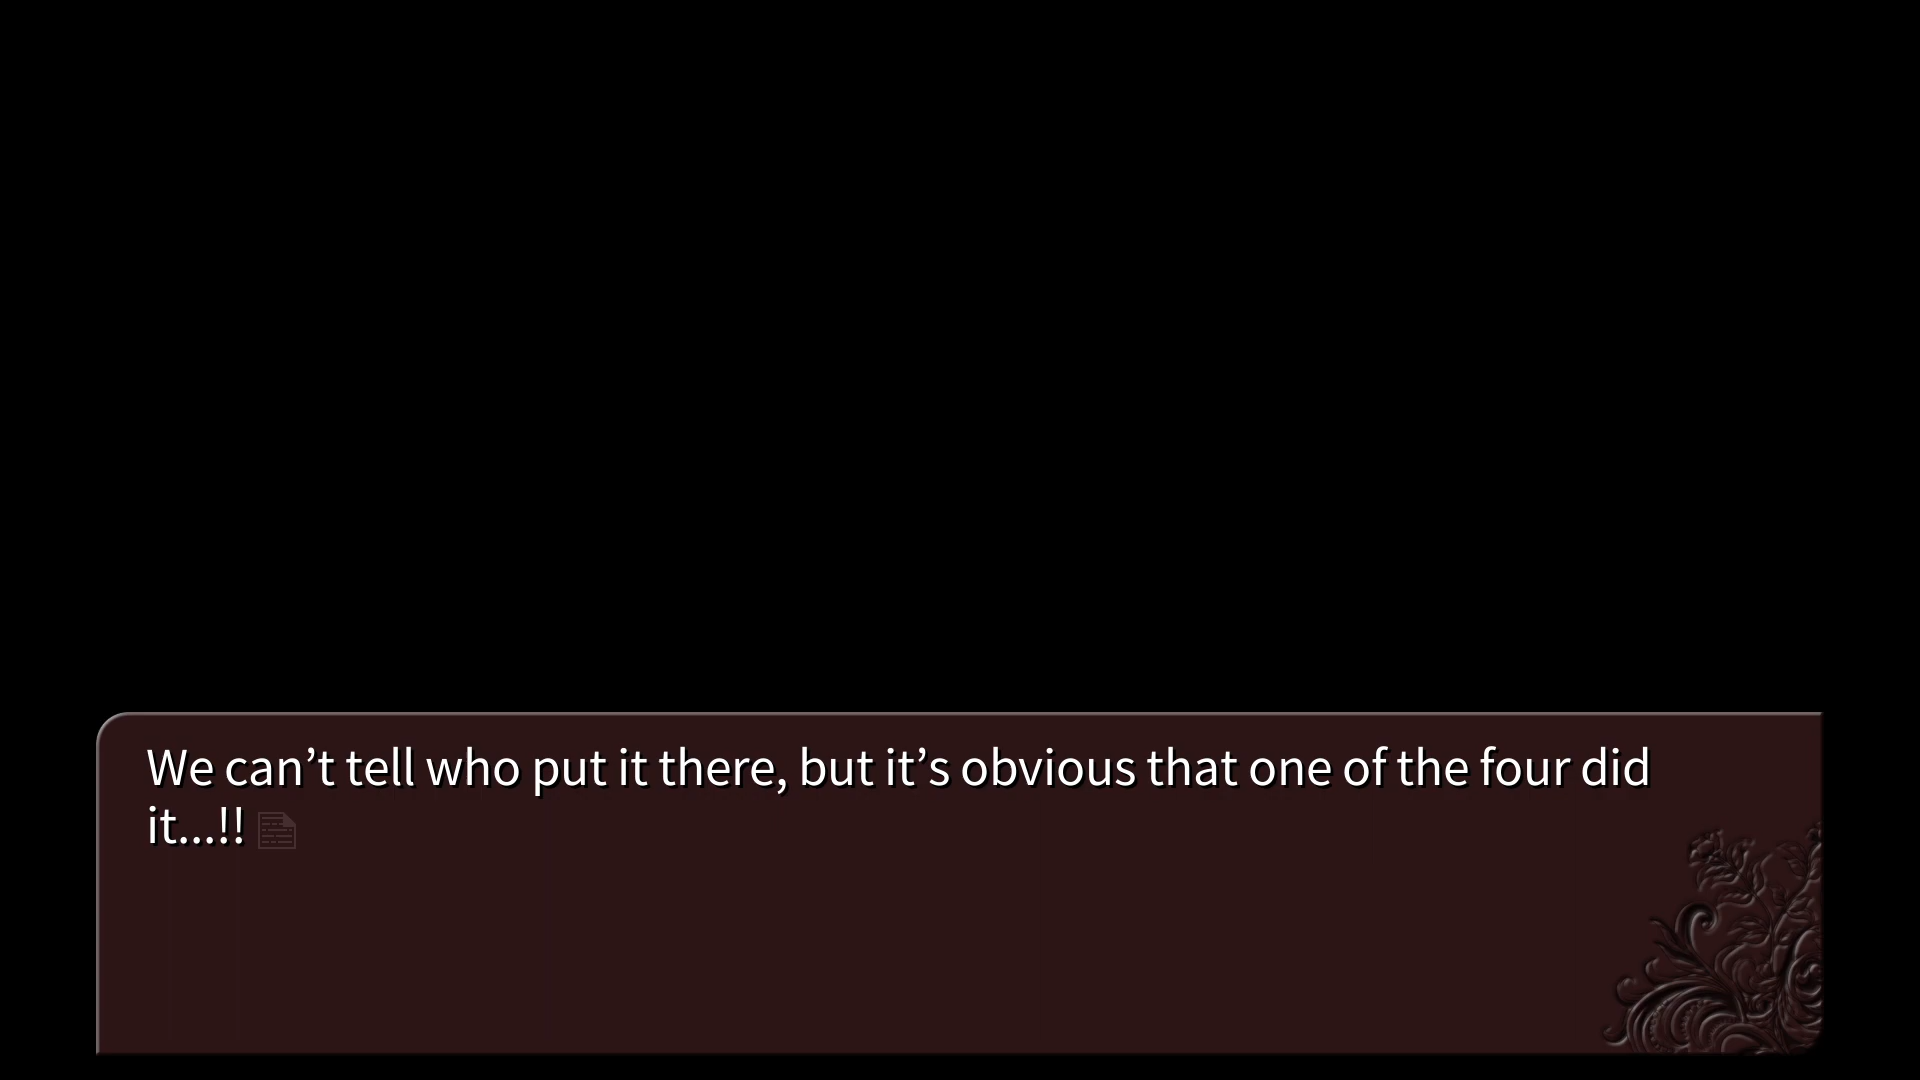 We can’t tell who put it there, but it’s obvious that one of the four did
it...!!